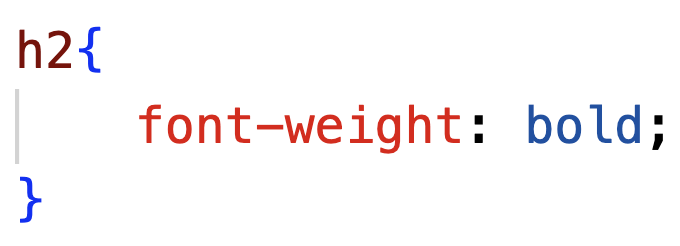 h2{
    font-weight: bold;
}